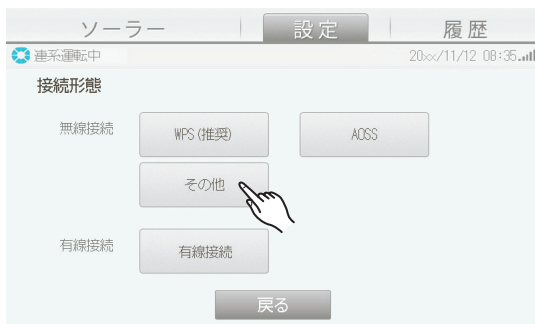 ソーラー 設定 履歴
連系運転中 20××/11/12 08:35
接続形態
無線接続 WPS(推奨) AOSS
その他
有線接続 有線接続
戻る